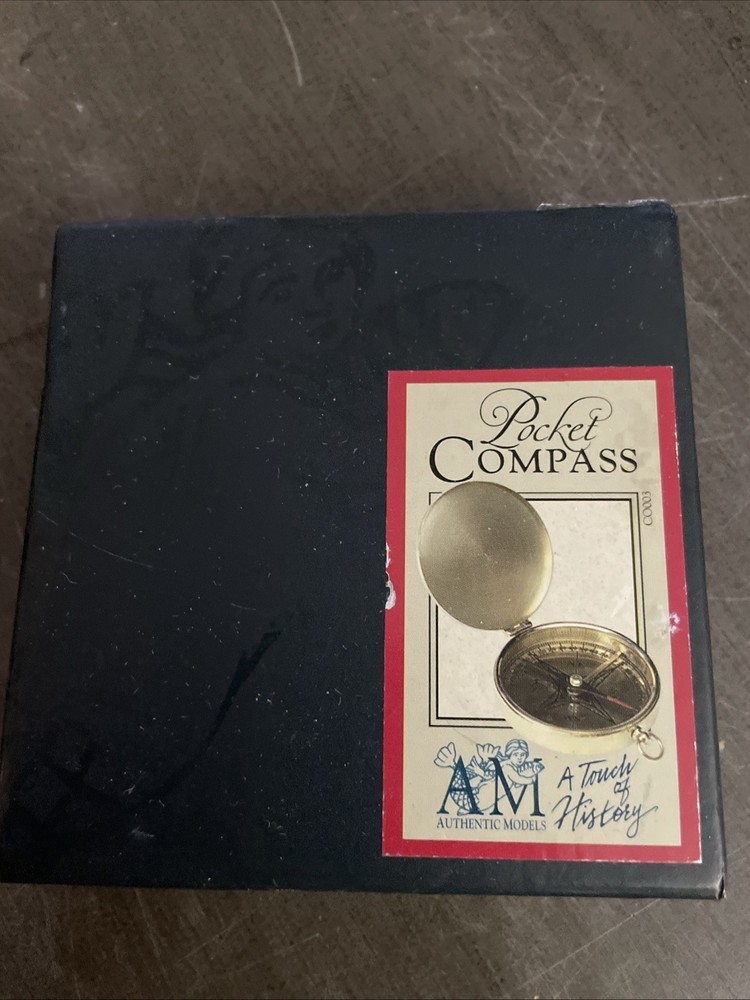 Pocket
COMPASS
CO003
AM
AUTHENTIC MODELS
A Touch
of
History